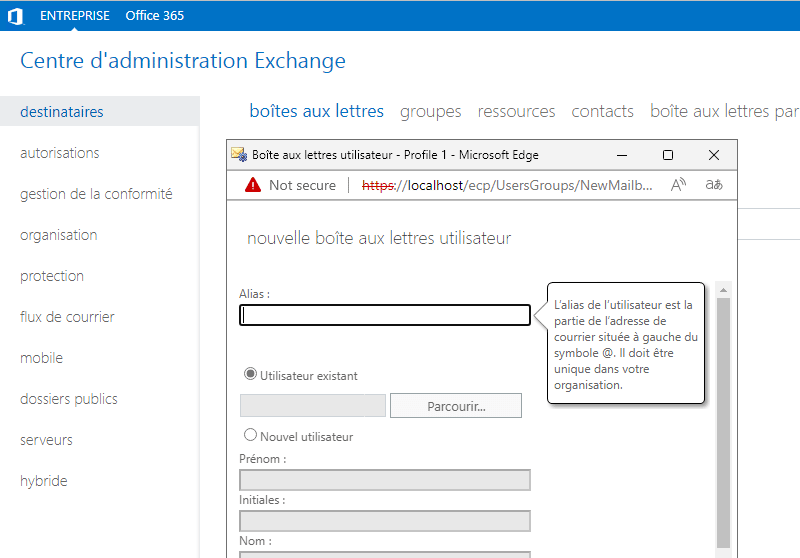 ENTREPRISE Office 365
Centre d'administration Exchange
destinataires
autorisations
gestion de la conformité
organisation
protection
flux de courrier
mobile
dossiers publics
serveurs
hybride
boîtes aux lettres groupes ressources contacts boîte aux lettres par
Boîte aux lettres utilisateur - Profile 1 - Microsoft Edge
Not secure https://localhost/ecp/UsersGroups/NewMailb...
nouvelle boîte aux lettres utilisateur
Alias :
L'alias de l'utilisateur est la
partie de l'adresse de
courrier située à gauche du
symbole @. Il doit être
unique dans votre
organisation.
Utilisateur existant
Parcourir...
Nouvel utilisateur
Prénom :
Initiales :
Nom :